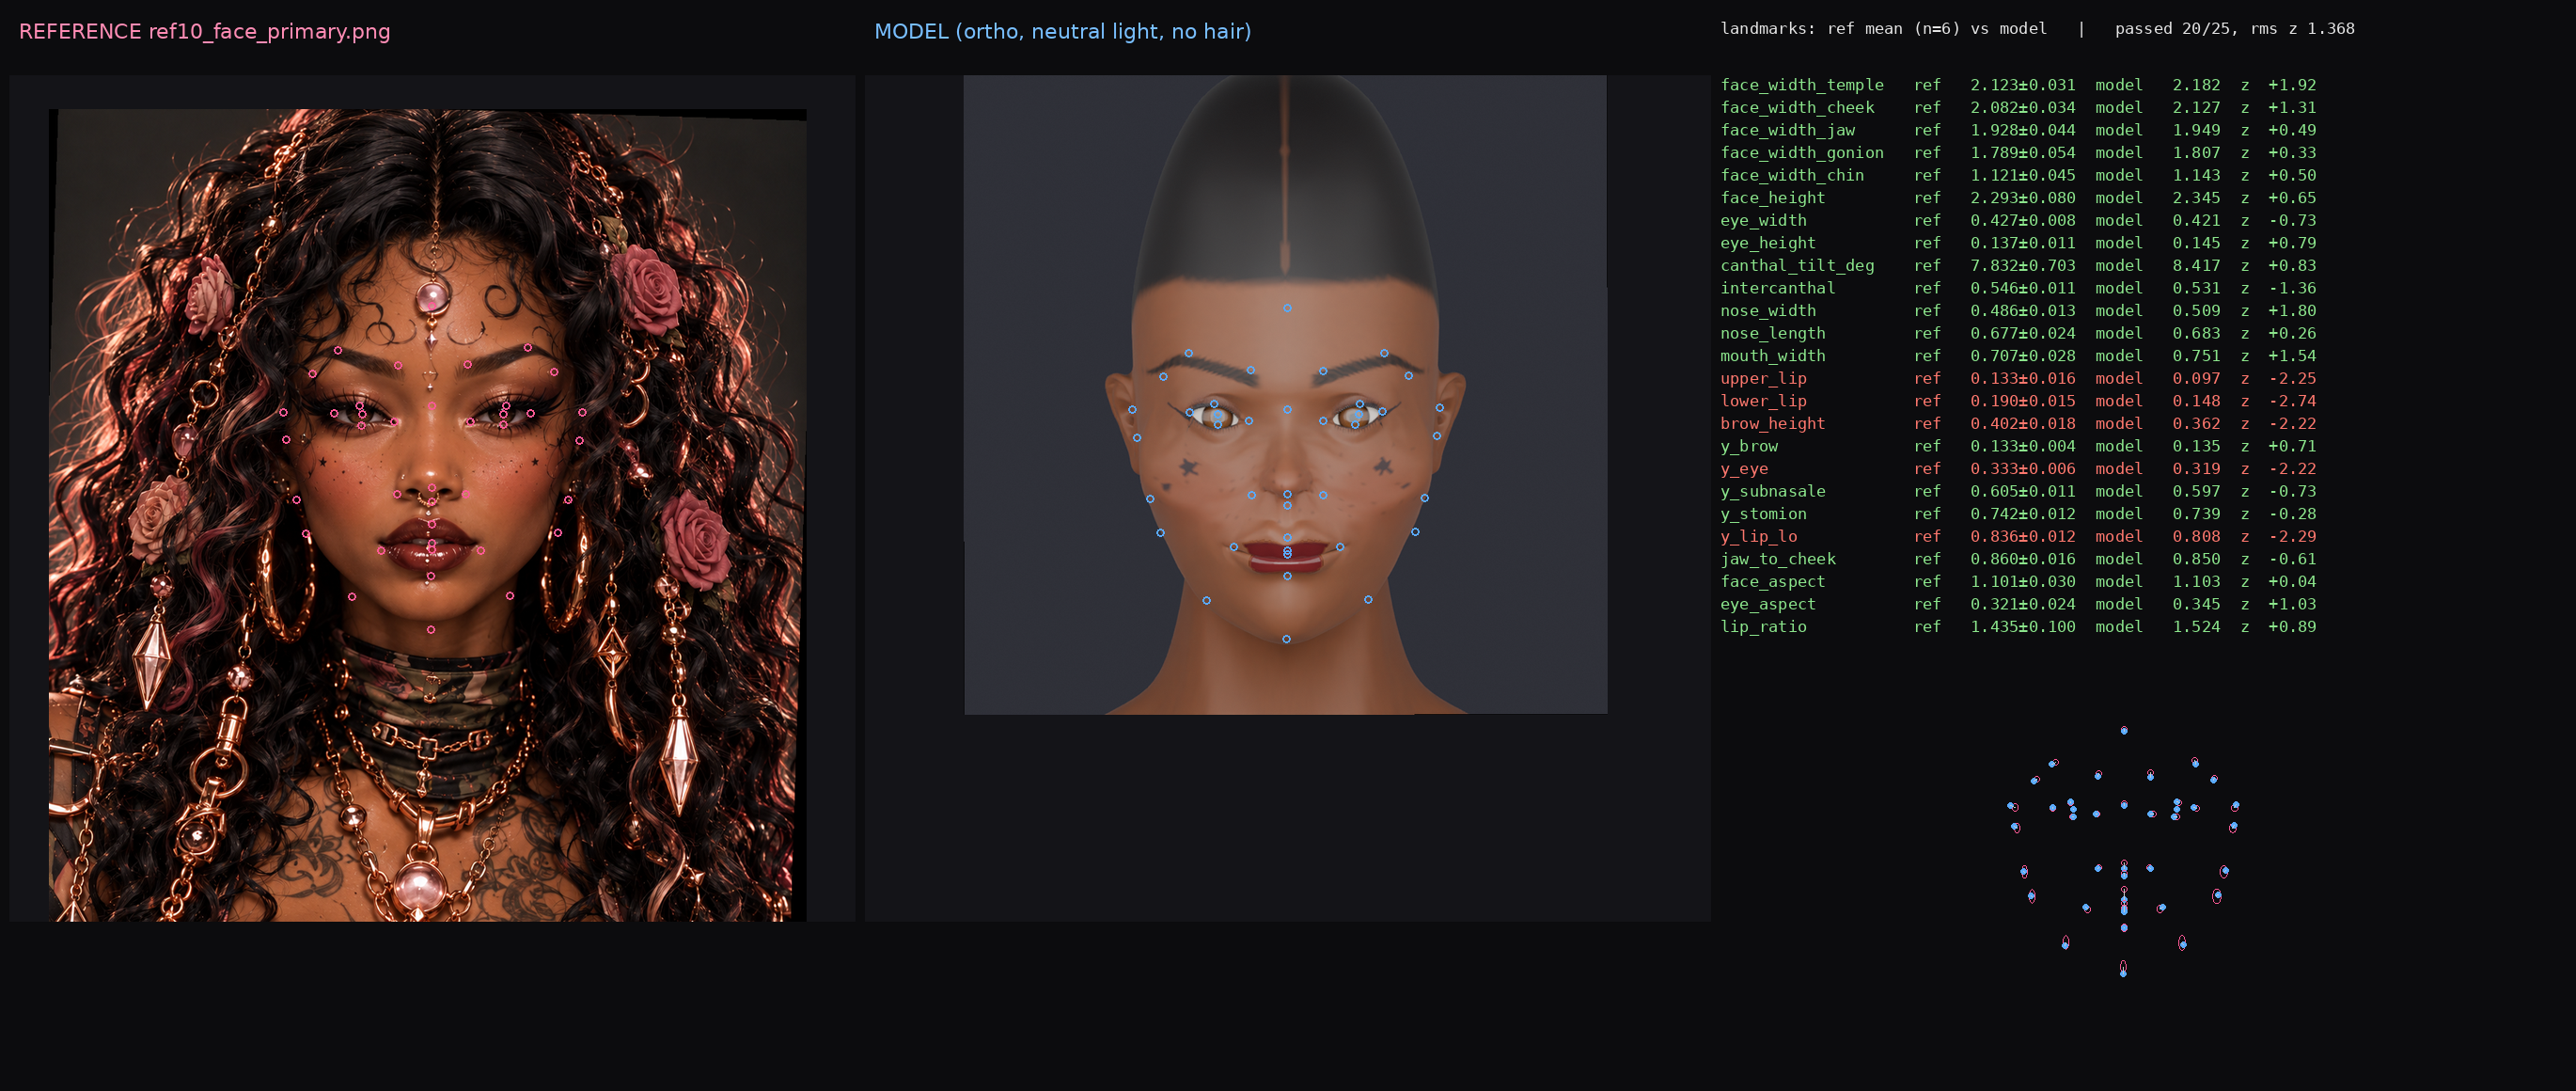 REFERENCE ref10_face_primary.png
MODEL (ortho, neutral light, no hair)
landmarks: ref mean (n=6) vs model | passed 20/25, rms z 1.368
face_width_temple ref 2.123±0.031 model 2.182 z +1.92
face_width_cheek ref 2.082±0.034 model 2.127 z +1.31
face_width_jaw ref 1.928±0.044 model 1.949 z +0.49
face_width_gonion ref 1.789±0.054 model 1.807 z +0.33
face_width_chin ref 1.121±0.045 model 1.143 z +0.50
face_height ref 2.293±0.080 model 2.345 z +0.65
eye_width ref 0.427±0.008 model 0.421 z -0.73
eye_height ref 0.137±0.011 model 0.145 z +0.79
canthal_tilt_deg ref 7.832±0.703 model 8.417 z +0.83
intercanthal ref 0.546±0.011 model 0.531 z -1.36
nose_width ref 0.486±0.013 model 0.509 z +1.80
nose_length ref 0.677±0.024 model 0.683 z +0.26
mouth_width ref 0.707±0.028 model 0.751 z +1.54
upper_lip ref 0.133±0.016 model 0.097 z -2.25
lower_lip ref 0.190±0.015 model 0.148 z -2.74
brow_height ref 0.402±0.018 model 0.362 z -2.22
y_brow ref 0.133±0.004 model 0.135 z +0.71
y_eye ref 0.333±0.006 model 0.319 z -2.22
y_subnasale ref 0.605±0.011 model 0.597 z -0.73
y_stomion ref 0.742±0.012 model 0.739 z -0.28
y_lip_lo ref 0.836±0.012 model 0.808 z -2.29
jaw_to_cheek ref 0.860±0.016 model 0.850 z -0.61
face_aspect ref 1.101±0.030 model 1.103 z +0.04
eye_aspect ref 0.321±0.024 model 0.345 z +1.03
lip_ratio ref 1.435±0.100 model 1.524 z +0.89